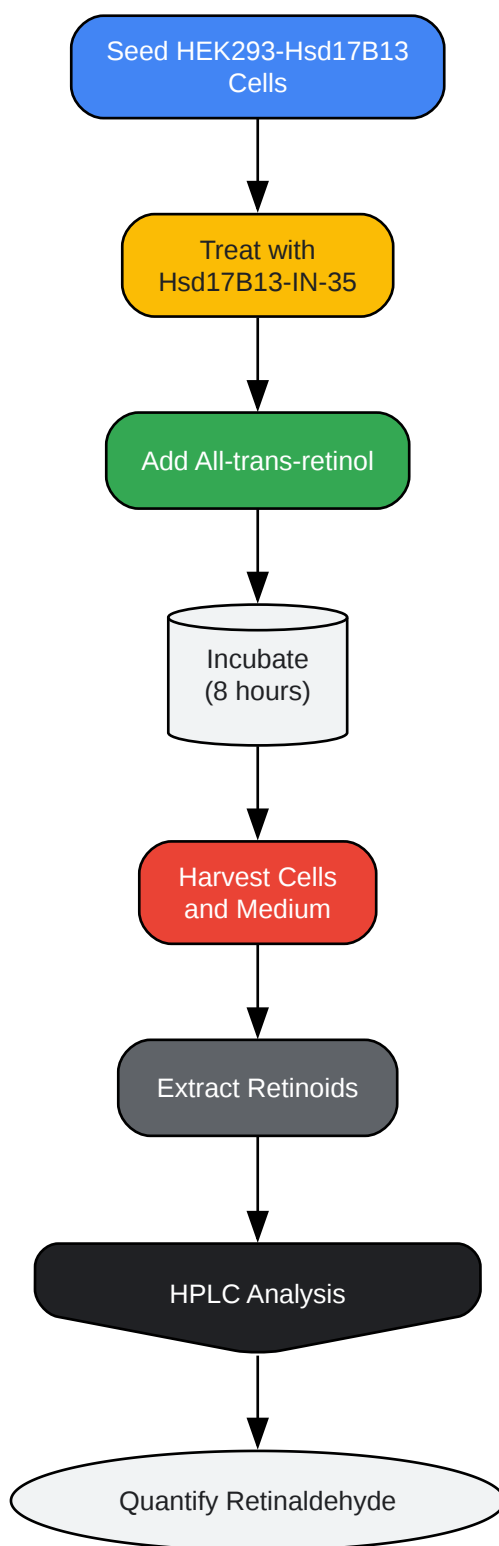 Seed HEK293-Hsd17B13
Cells
Treat with
Hsd17B13-IN-35
Add All-trans-retinol
Incubate
(8 hours)
Harvest Cells
and Medium
Extract Retinoids
HPLC Analysis
Quantify Retinaldehyde